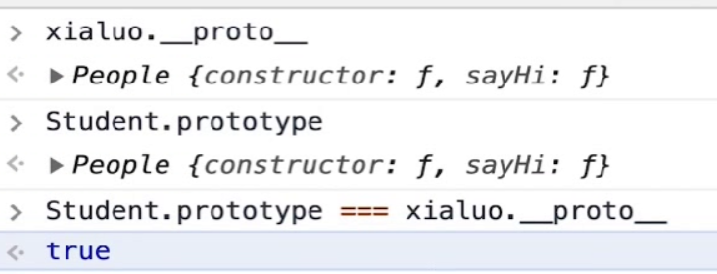 > xialuo.__proto__
<· ▶ People {constructor: ƒ, sayHi: ƒ}
> Student.prototype
<· ▶ People {constructor: ƒ, sayHi: ƒ}
> Student.prototype === xialuo.__proto__
<· true